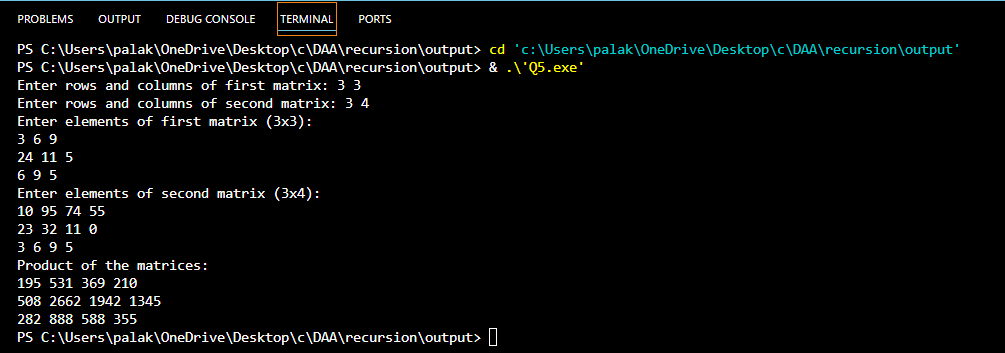 PROBLEMS OUTPUT DEBUG CONSOLE TERMINAL PORTS
PS C:\Users\palak\OneDrive\Desktop\c\DAA\recursion\output> cd 'c:\Users\palak\OneDrive\Desktop\c\DAA\recursion\output'
PS C:\Users\palak\OneDrive\Desktop\c\DAA\recursion\output> & .\'Q5.exe'
Enter rows and columns of first matrix: 3 3
Enter rows and columns of second matrix: 3 4
Enter elements of first matrix (3x3):
3 6 9
24 11 5
6 9 5
Enter elements of second matrix (3x4):
10 95 74 55
23 32 11 0
3 6 9 5
Product of the matrices:
195 531 369 210
508 2662 1942 1345
282 888 588 355
PS C:\Users\palak\OneDrive\Desktop\c\DAA\recursion\output>